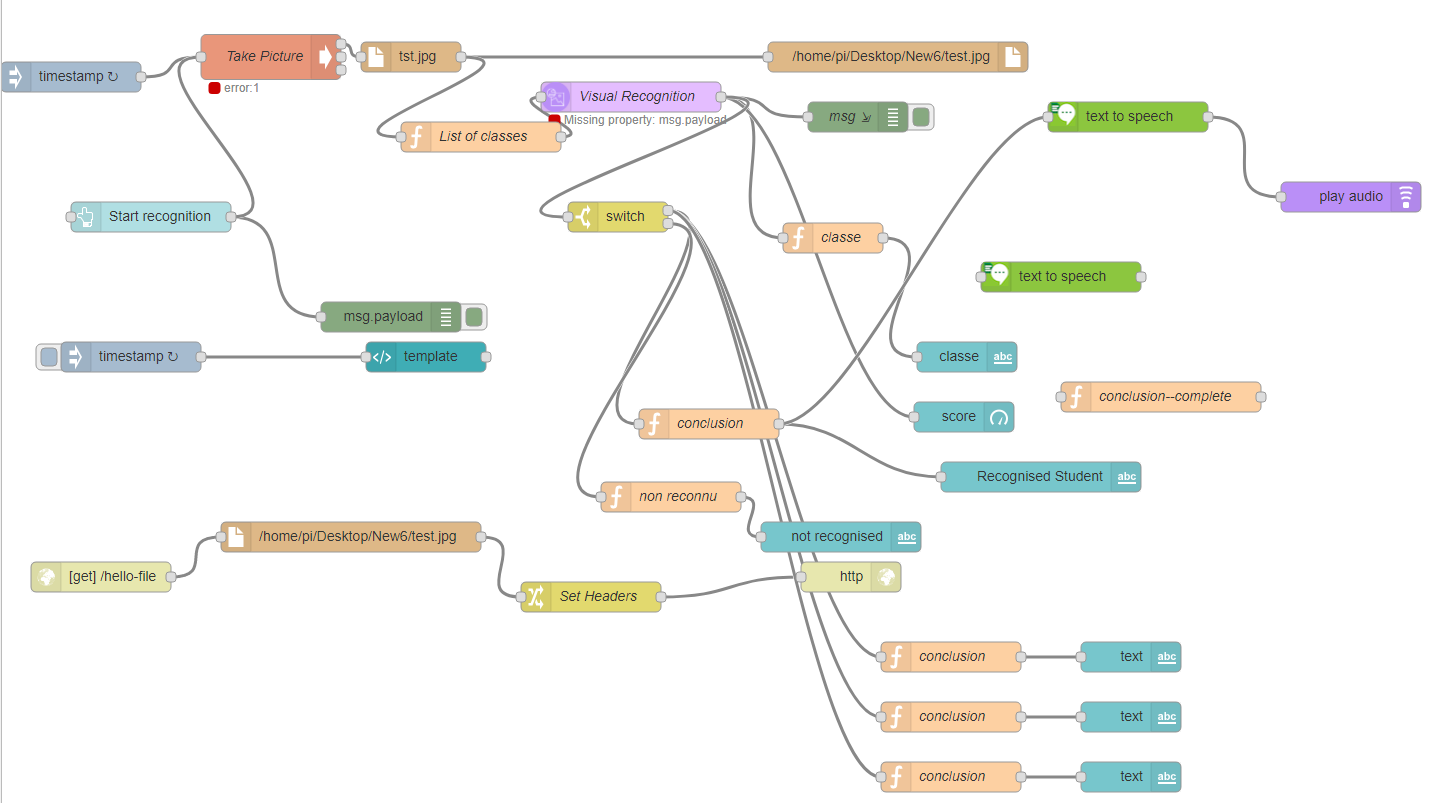 Take Picture
tst.jpg
/home/pi/Desktop/New6/test.jpg
timestamp ↻
error:1
Visual Recognition
Missing property: msg.payload
List of classes
msg ⇲
text to speech
play audio
Start recognition
switch
classe
text to speech
msg.payload
timestamp ↻
</> template
classe abc
conclusion--complete
score
conclusion
Recognised Student abc
non reconnu
/home/pi/Desktop/New6/test.jpg
not recognised abc
[get] /hello-file
http
Set Headers
conclusion
text abc
conclusion
text abc
conclusion
text abc